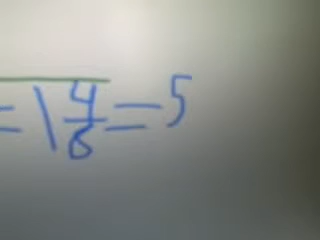 = 1 4/8 = 5